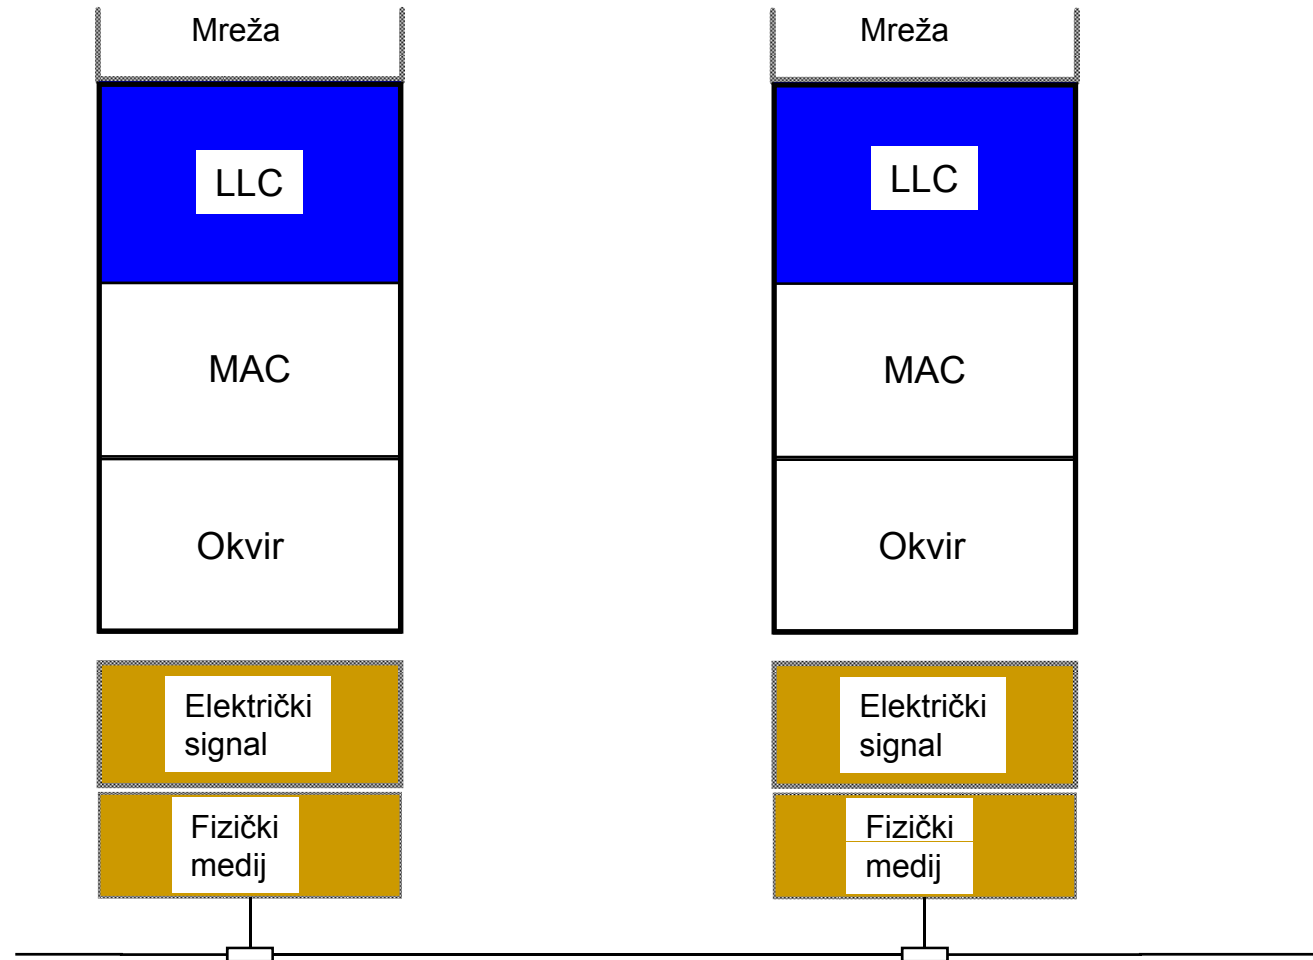 Mreža
LLC
MAC
Okvir
Električki
signal
Fizički
medij
Mreža
LLC
MAC
Okvir
Električki
signal
Fizički
medij